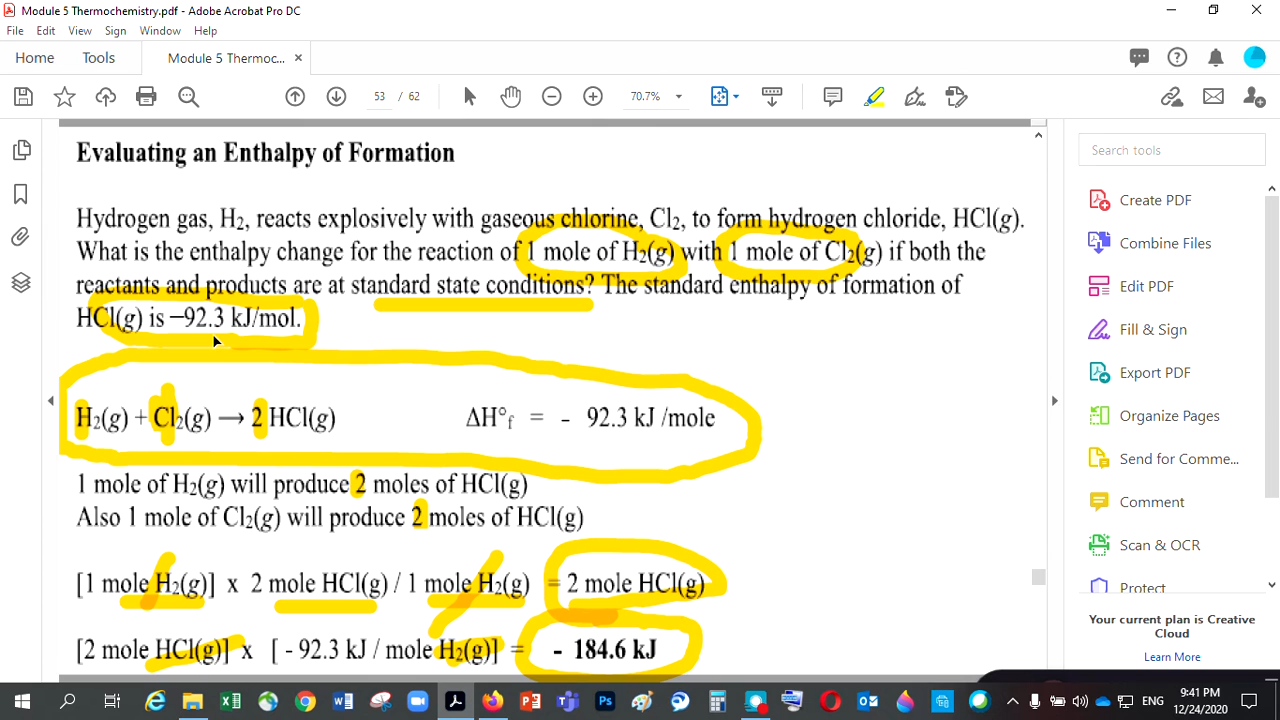 Module 5 Thermochemistry.pdf - Adobe Acrobat Pro DC
File Edit View Sign Window Help
Home Tools Module 5 Thermoc... ×
53 / 62 70.7%
Evaluating an Enthalpy of Formation
Hydrogen gas, H₂, reacts explosively with gaseous chlorine, Cl₂, to form hydrogen chloride, HCl(g).
What is the enthalpy change for the reaction of 1 mole of H₂(g) with 1 mole of Cl₂(g) if both the
reactants and products are at standard state conditions? The standard enthalpy of formation of
HCl(g) is −92.3 kJ/mol.
H₂(g) + Cl₂(g) → 2 HCl(g) ΔH°f = - 92.3 kJ /mole
1 mole of H₂(g) will produce 2 moles of HCl(g)
Also 1 mole of Cl₂(g) will produce 2 moles of HCl(g)
[1 mole H₂(g)] x 2 mole HCl(g) / 1 mole H₂(g) = 2 mole HCl(g)
[2 mole HCl(g)] x [ - 92.3 kJ / mole H₂(g)] = - 184.6 kJ
Search tools
Create PDF
Combine Files
Edit PDF
Fill & Sign
Export PDF
Organize Pages
Send for Comme...
Comment
Scan & OCR
Protect
Your current plan is Creative
Cloud
Learn More
ENG
9:41 PM
12/24/2020